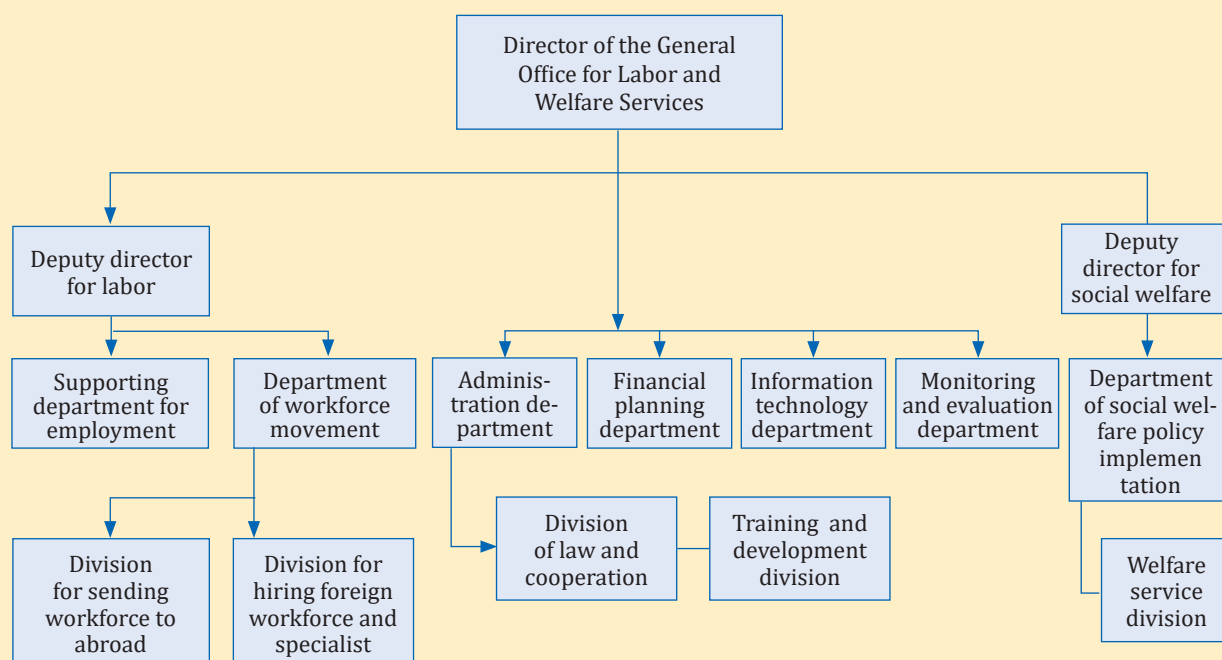 Director of the General
Office for Labor and
Welfare Services
Deputy director
for labor
Deputy
director for
social welfare
Supporting
department for
employment
Department
of workforce
movement
Adminis-
tration de-
partment
Financial
planning
department
Information
technology
department
Monitoring
and evaluation
department
Department
of social wel-
fare policy
implemen
tation
Division
for sending
workforce to
abroad
Division for
hiring foreign
workforce and
specialist
Division
of law and
cooperation
Training and
development
division
Welfare
service
division